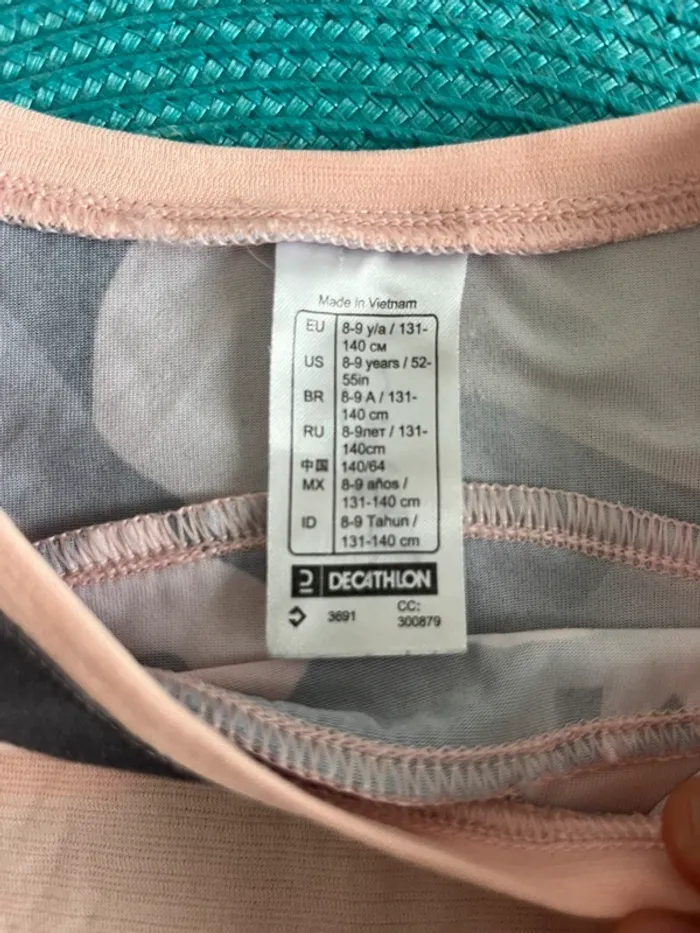 Made in Vietnam
EU 8-9 y/a / 131-
140 см
US 8-9 years / 52-
55in
BR 8-9 A / 131-
140 cm
RU 8-9лет / 131-
140cm
中国 140/64
MX 8-9 años /
131-140 cm
ID 8-9 Tahun /
131-140 cm
DECATHLON
3691 CC:
300879